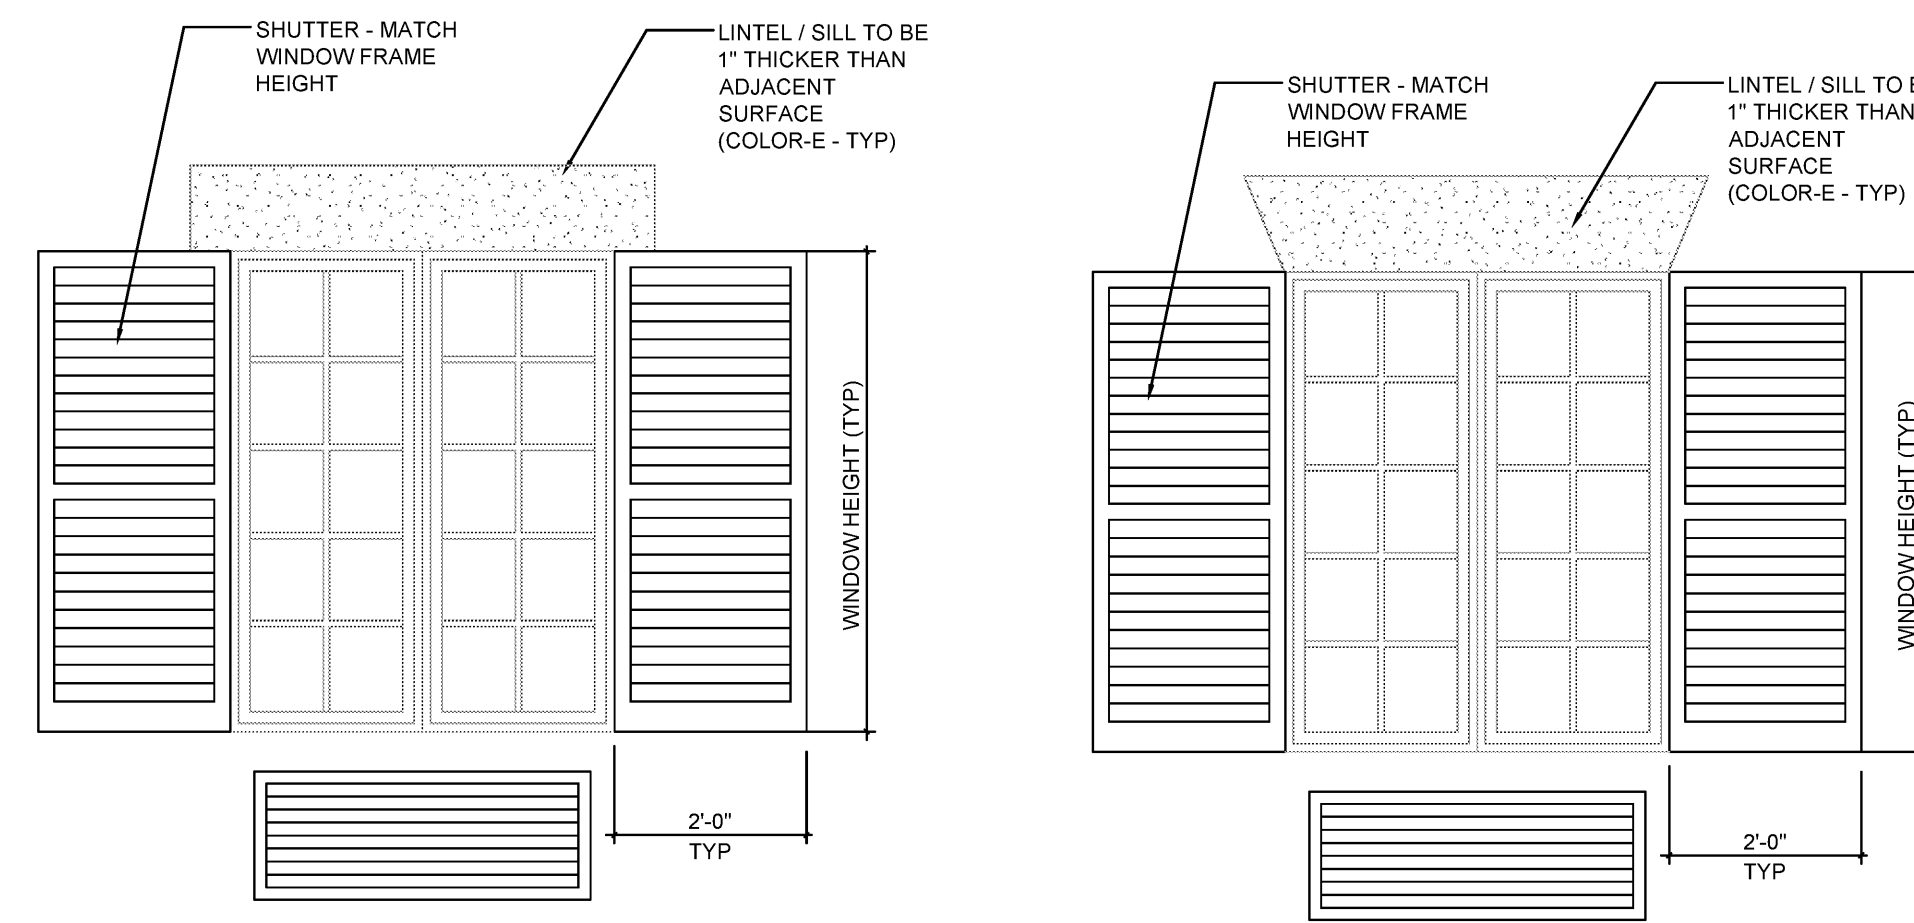 SHUTTER - MATCH
WINDOW FRAME
HEIGHT
LINTEL / SILL TO BE
1" THICKER THAN
ADJACENT
SURFACE
(COLOR-E - TYP)
WINDOW HEIGHT (TYP)
2'-0"
TYP
SHUTTER - MATCH
WINDOW FRAME
HEIGHT
LINTEL / SILL TO
1" THICKER THAN
ADJACENT
SURFACE
(COLOR-E - TYP)
WINDOW HEIGHT (TYP)
2'-0"
TYP